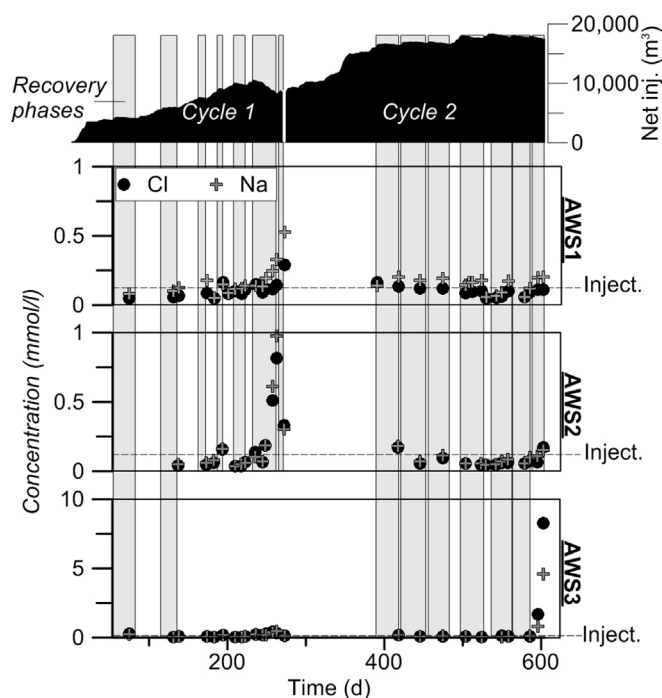 20,000
Net inj. (m³)
10,000
0
Recovery
phases
Cycle 1
Cycle 2
Concentration (mmol/l)
1
Cl
Na
0.5
0
AWS1
Inject.
1
0.5
0
AWS2
Inject.
10
5
0
AWS3
Inject.
200
400
600
Time (d)